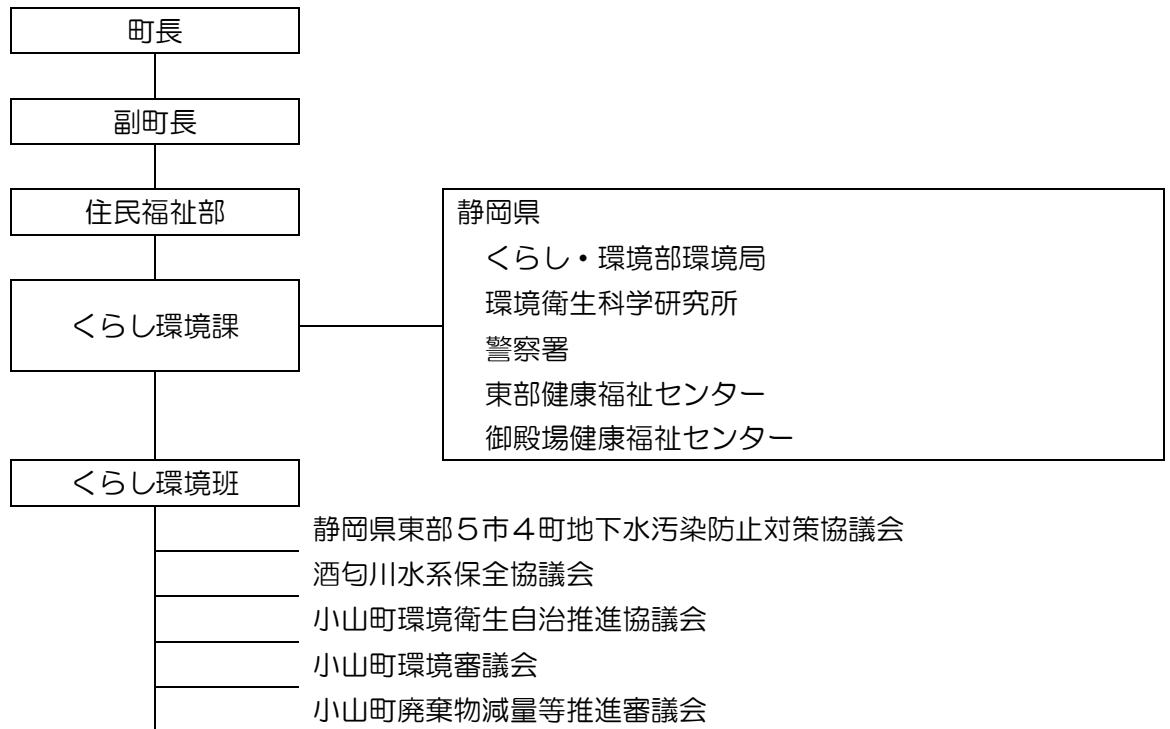 町長
副町長
住民福祉部
くらし環境課
静岡県
くらし・環境部環境局
環境衛生科学研究所
警察署
東部健康福祉センター
御殿場健康福祉センター
くらし環境班
静岡県東部５市４町地下水汚染防止対策協議会
酒匂川水系保全協議会
小山町環境衛生自治推進協議会
小山町環境審議会
小山町廃棄物減量等推進審議会